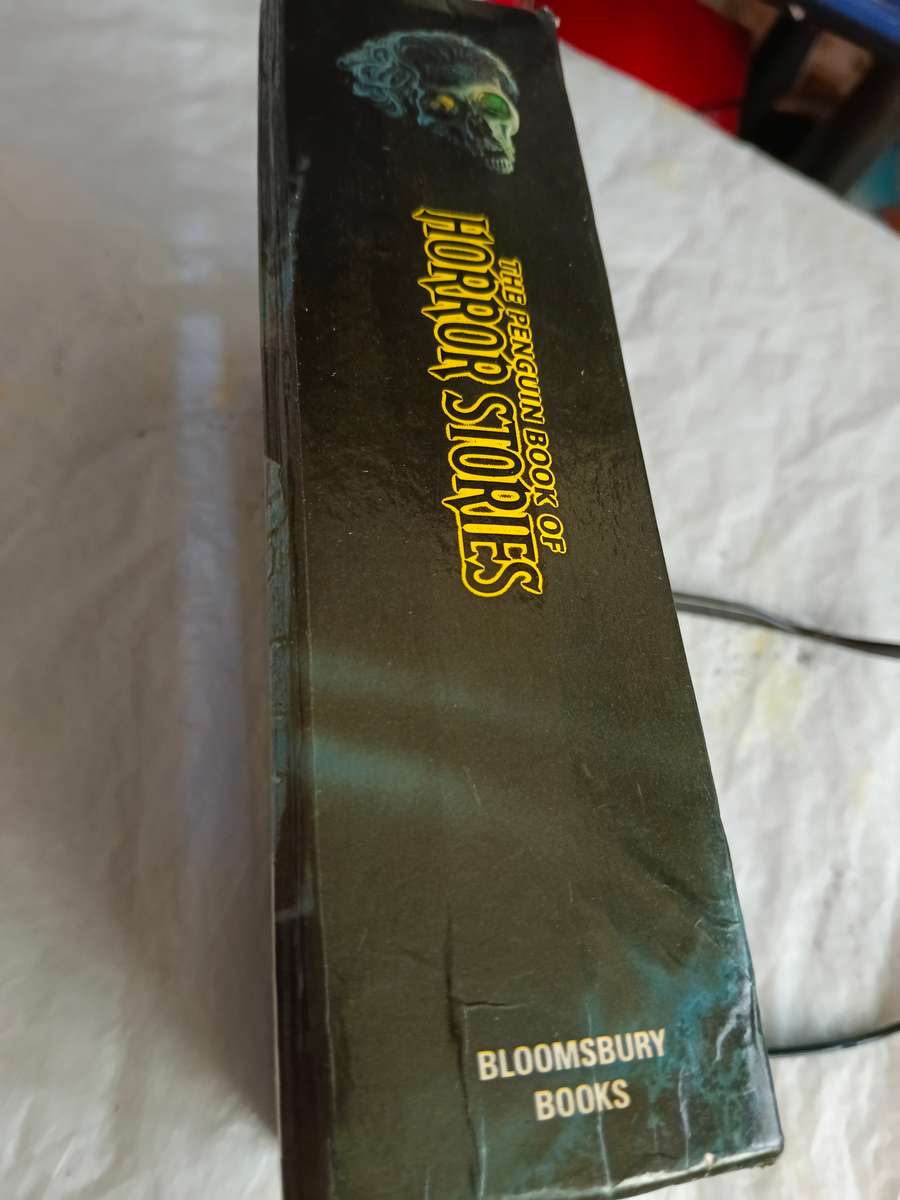 THE PENGUIN BOOK OF
HORROR STORIES
BLOOMSBURY
BOOKS